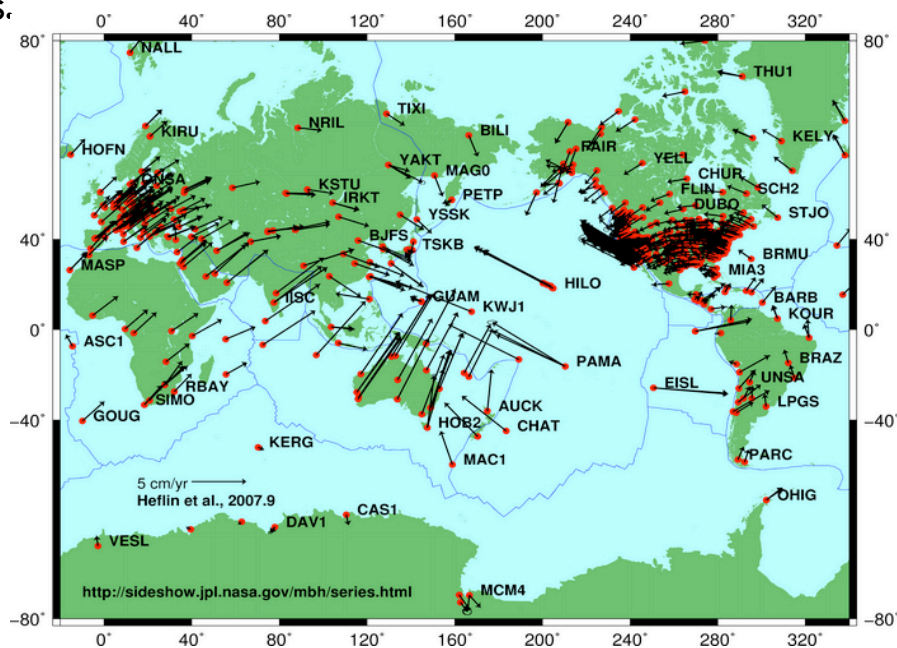 s.
0° 40° 80° 120° 160° 200° 240° 280° 320°
80° 80°
NALL
THU1
TIXI
NRIL
BILI
KIRU
KELY
HOFN
FAIR
YAKT
YELL
MAG0
ONSA
CHUR
KSTU
PETP
FLIN
SCH2
IRKT
DUBO
YSSK
STJO
BJFS
40° 40°
TSKB
BRMU
MASP
MIA3
HILO
IISC
GUAM
BARB
KWJ1
KOUR
0° 0°
ASC1
BRAZ
PAMA
UNSA
EISL
RBAY
SIMO
LPGS
AUCK
GOUG
−40° −40°
HOB2
CHAT
KERG
PARC
MAC1
5 cm/yr
OHIG
Heflin et al., 2007.9
CAS1
DAV1
VESL
MCM4
http://sideshow.jpl.nasa.gov/mbh/series.html
−80° −80°
0° 40° 80° 120° 160° 200° 240° 280° 320°